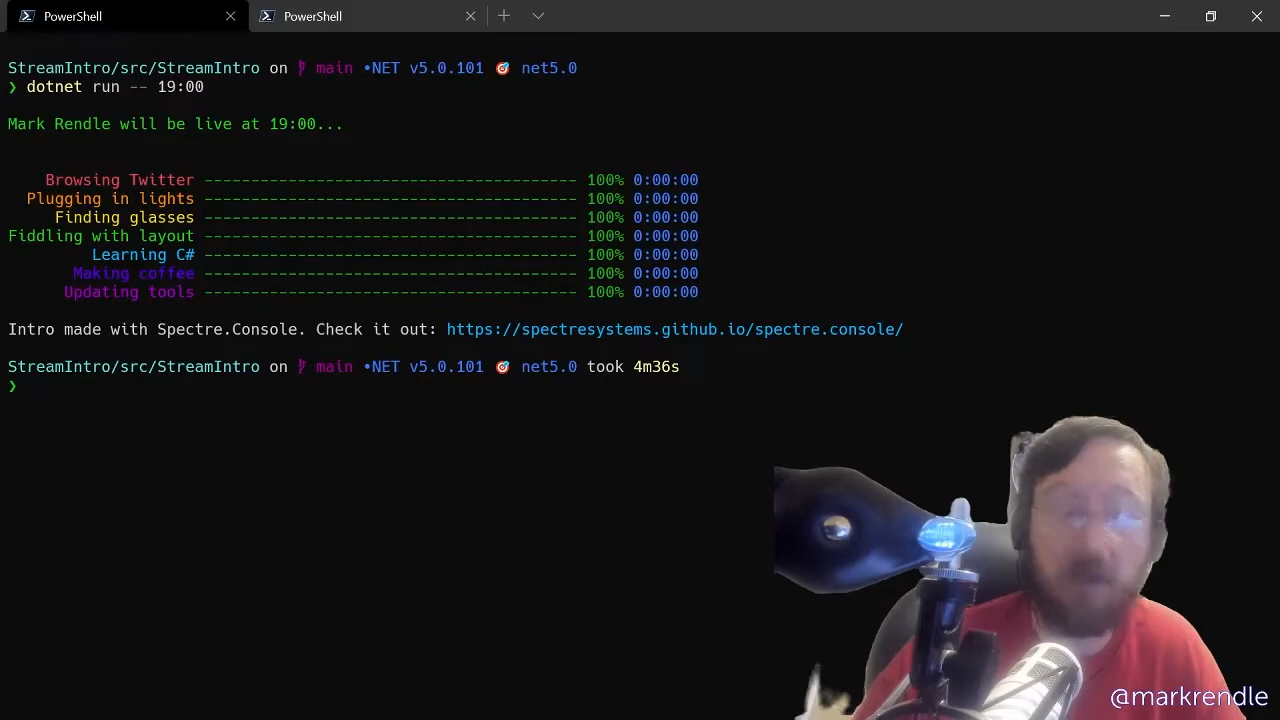 PowerShell
PowerShell
StreamIntro/src/StreamIntro on main •NET v5.0.101 🎯 net5.0
❯ dotnet run -- 19:00
Mark Rendle will be live at 19:00...
Browsing Twitter --------------------------------------- 100% 0:00:00
Plugging in lights --------------------------------------- 100% 0:00:00
Finding glasses --------------------------------------- 100% 0:00:00
Fiddling with layout --------------------------------------- 100% 0:00:00
Learning C# --------------------------------------- 100% 0:00:00
Making coffee --------------------------------------- 100% 0:00:00
Updating tools --------------------------------------- 100% 0:00:00
Intro made with Spectre.Console. Check it out: https://spectresystems.github.io/spectre.console/
StreamIntro/src/StreamIntro on main •NET v5.0.101 🎯 net5.0 took 4m36s
❯
@markrendle